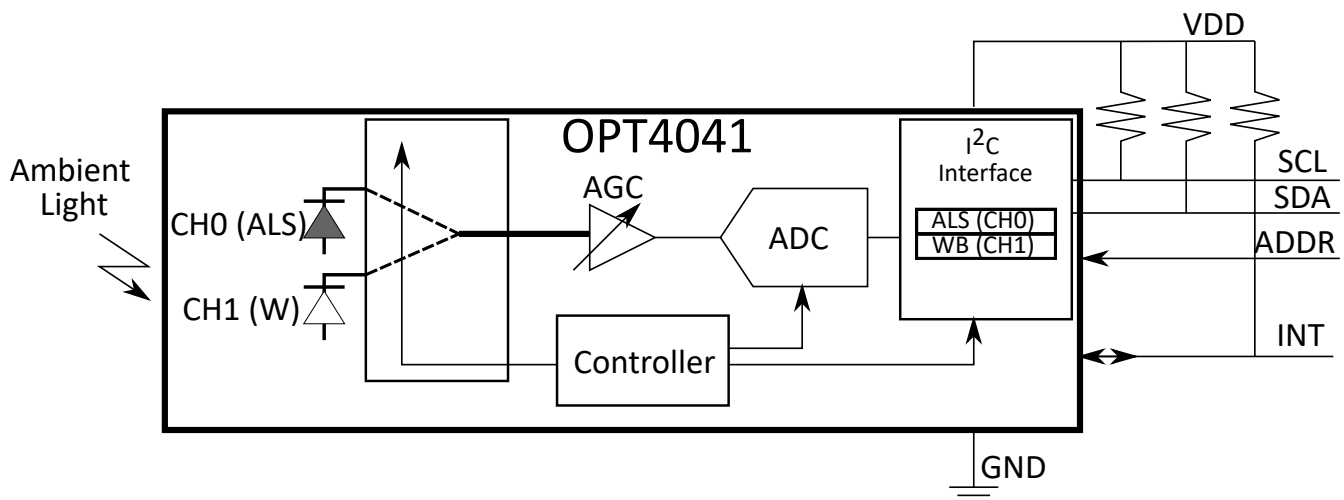 VDD
OPT4041
I²C
Interface
Ambient
Light
AGC
SCL
SDA
CH0 (ALS)
ALS (CH0)
ADC
WB (CH1)
ADDR
CH1 (W)
INT
Controller
GND